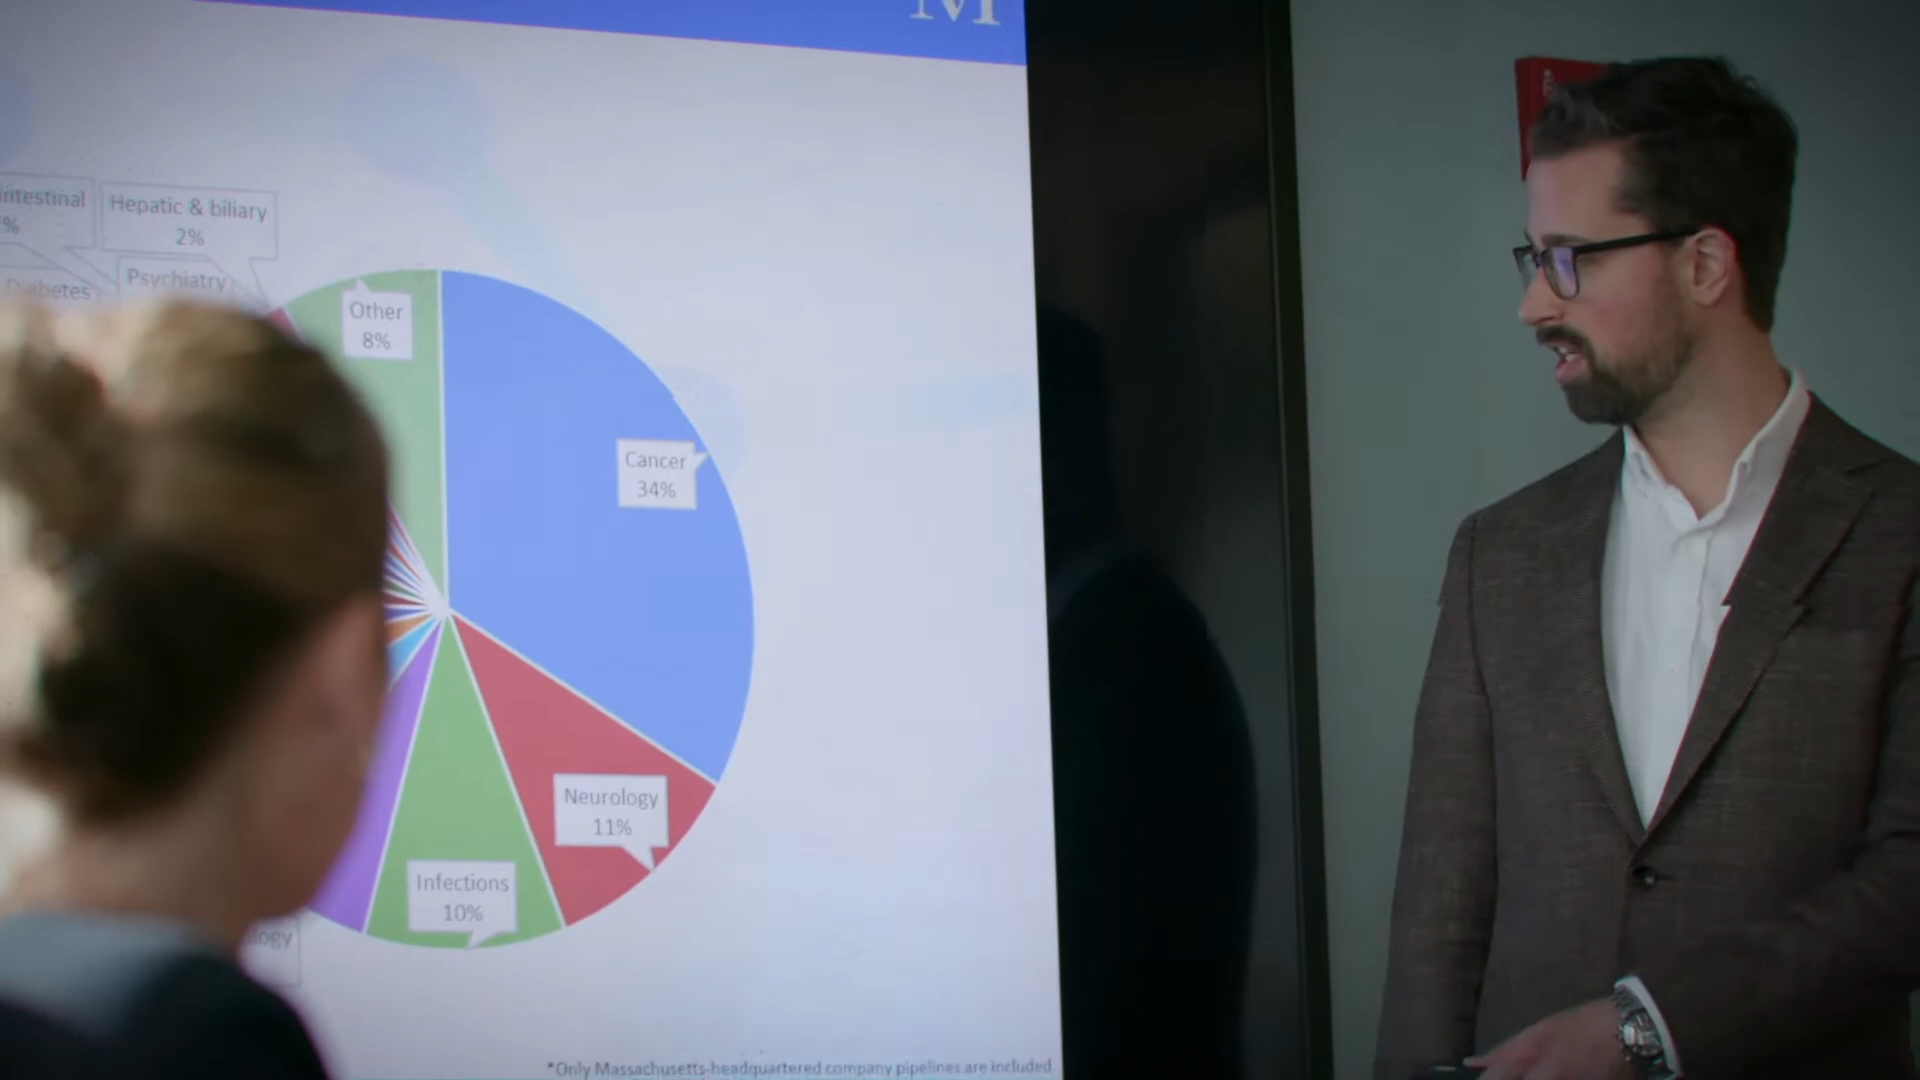 M
Hepatic & biliary
2%
Psychiatry
Diabetes
Other
8%
Cancer
34%
Neurology
11%
Infections
10%
*Only Massachusetts-headquartered company pipelines are included.